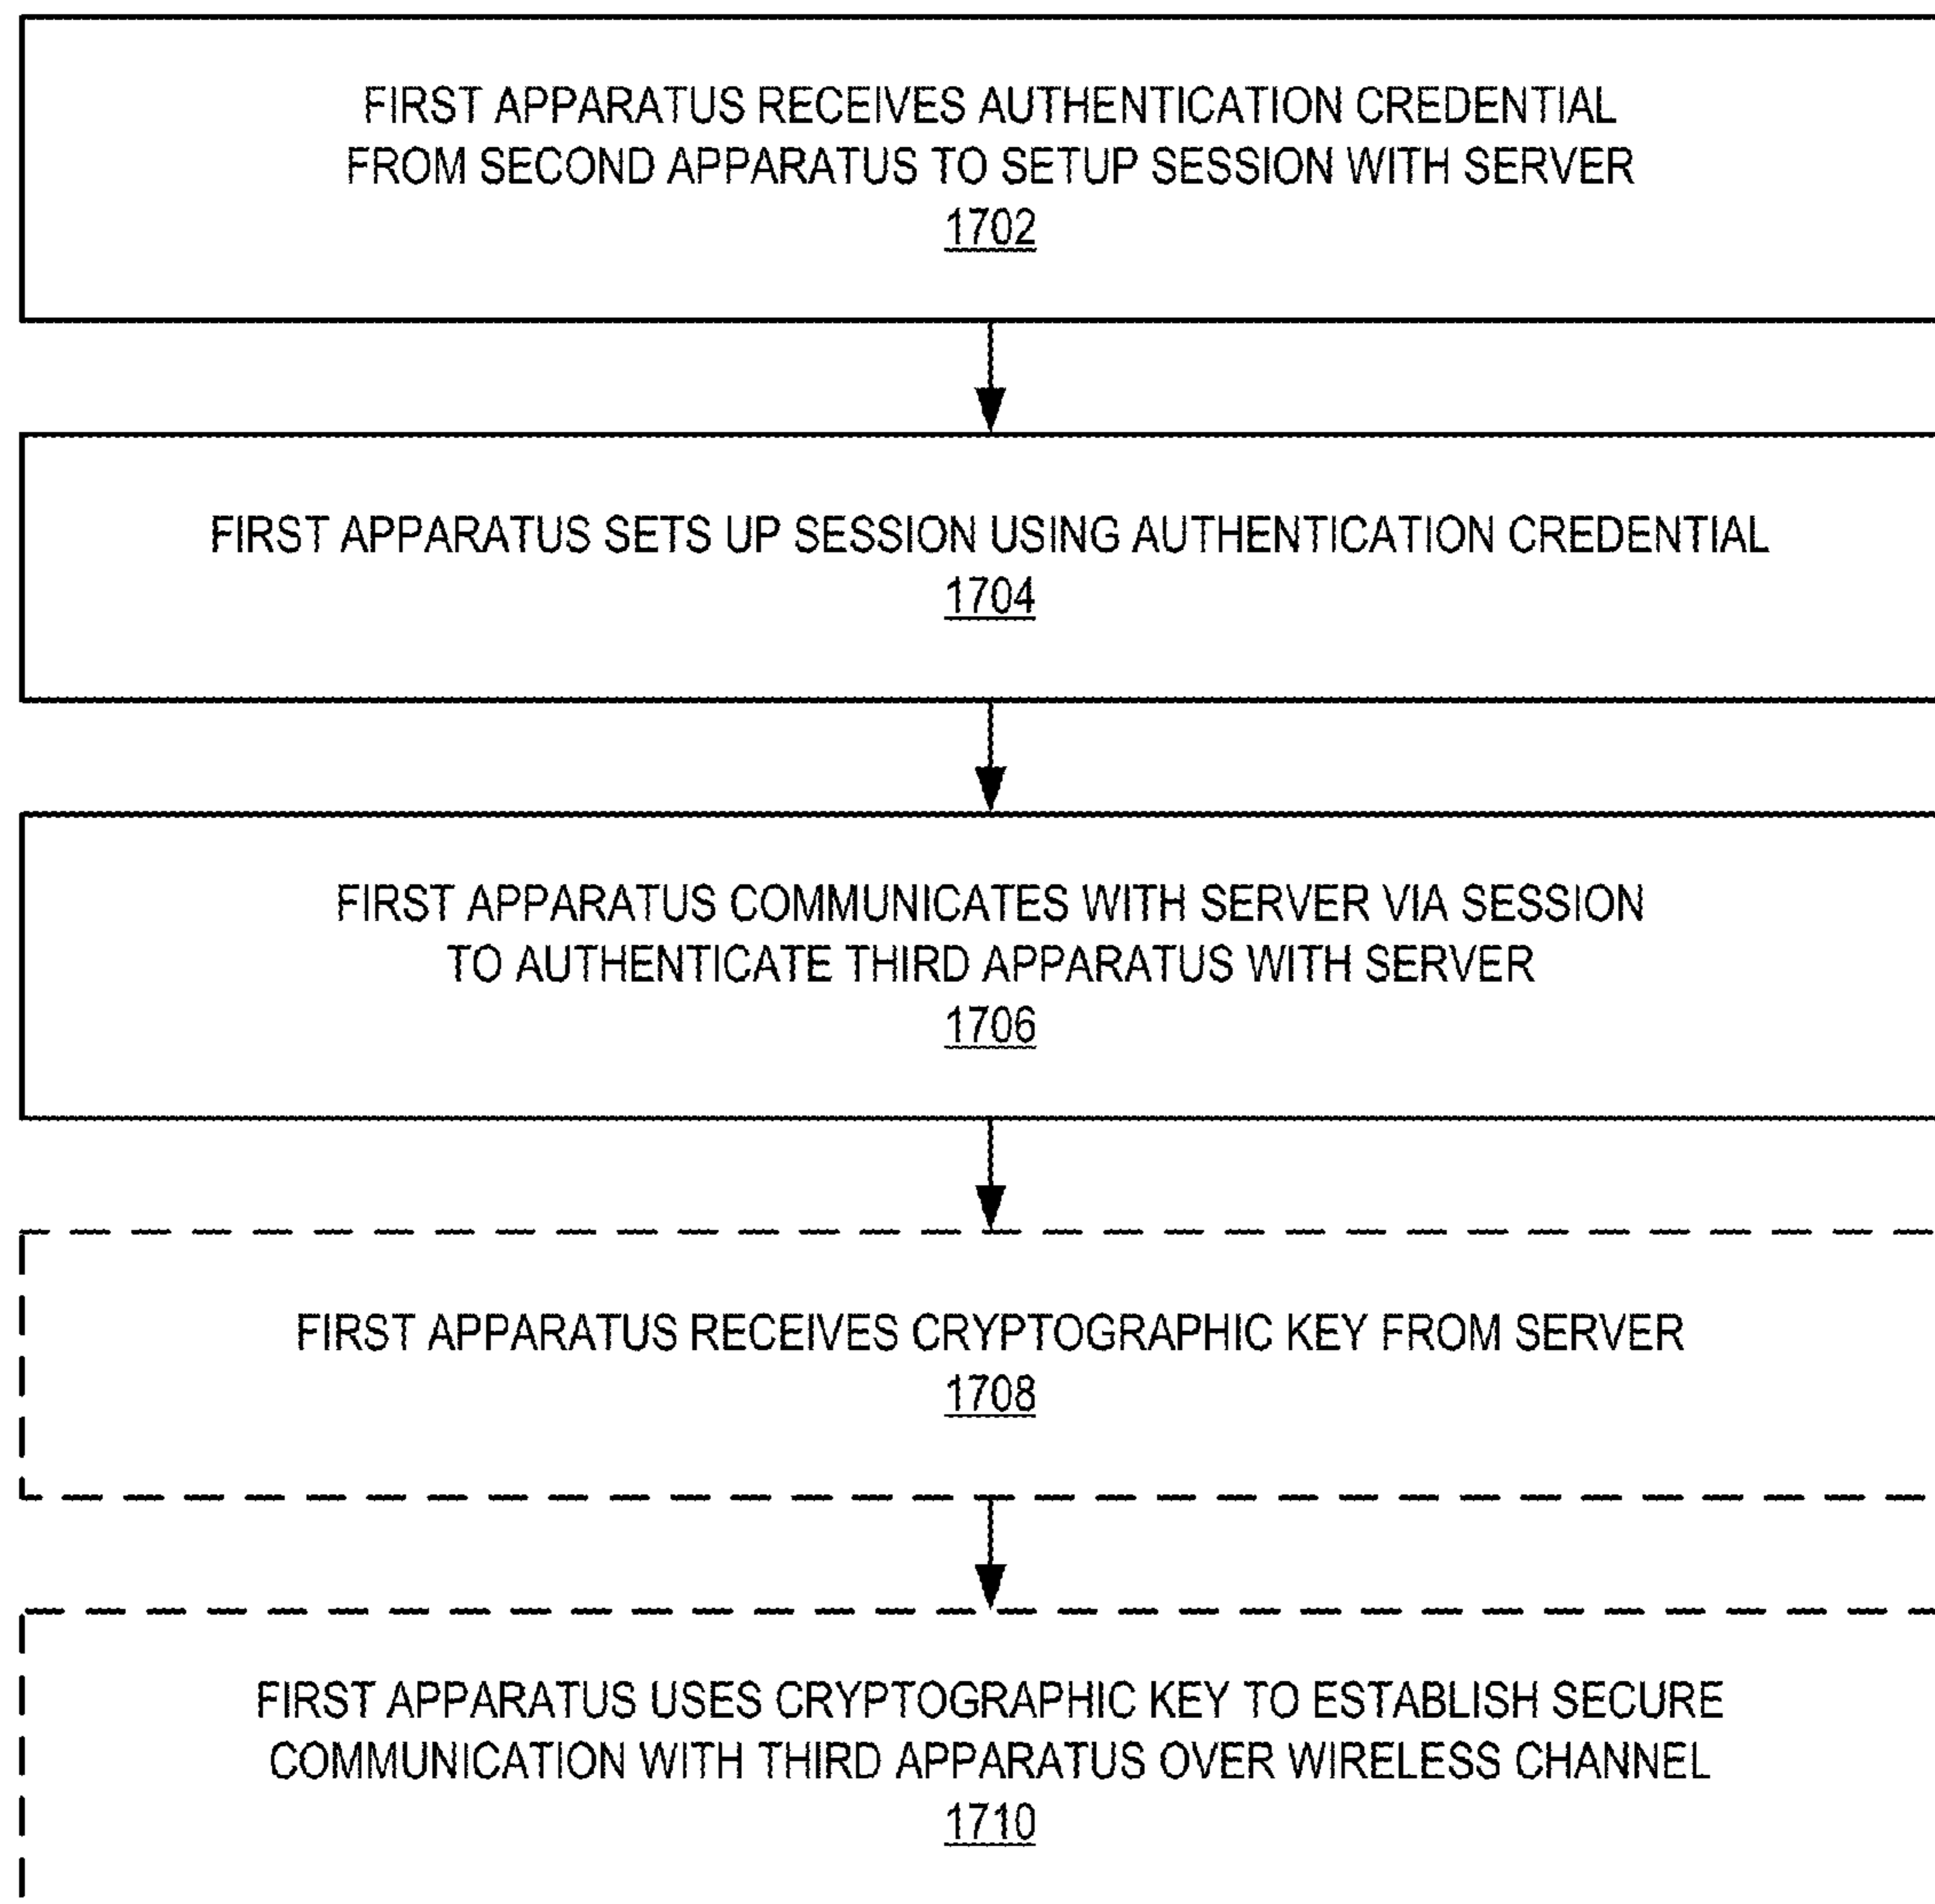 FIRST APPARATUS RECEIVES AUTHENTICATION CREDENTIAL
FROM SECOND APPARATUS TO SETUP SESSION WITH SERVER
1702
FIRST APPARATUS SETS UP SESSION USING AUTHENTICATION CREDENTIAL
1704
FIRST APPARATUS COMMUNICATES WITH SERVER VIA SESSION
TO AUTHENTICATE THIRD APPARATUS WITH SERVER
1706
FIRST APPARATUS RECEIVES CRYPTOGRAPHIC KEY FROM SERVER
1708
FIRST APPARATUS USES CRYPTOGRAPHIC KEY TO ESTABLISH SECURE
COMMUNICATION WITH THIRD APPARATUS OVER WIRELESS CHANNEL
1710